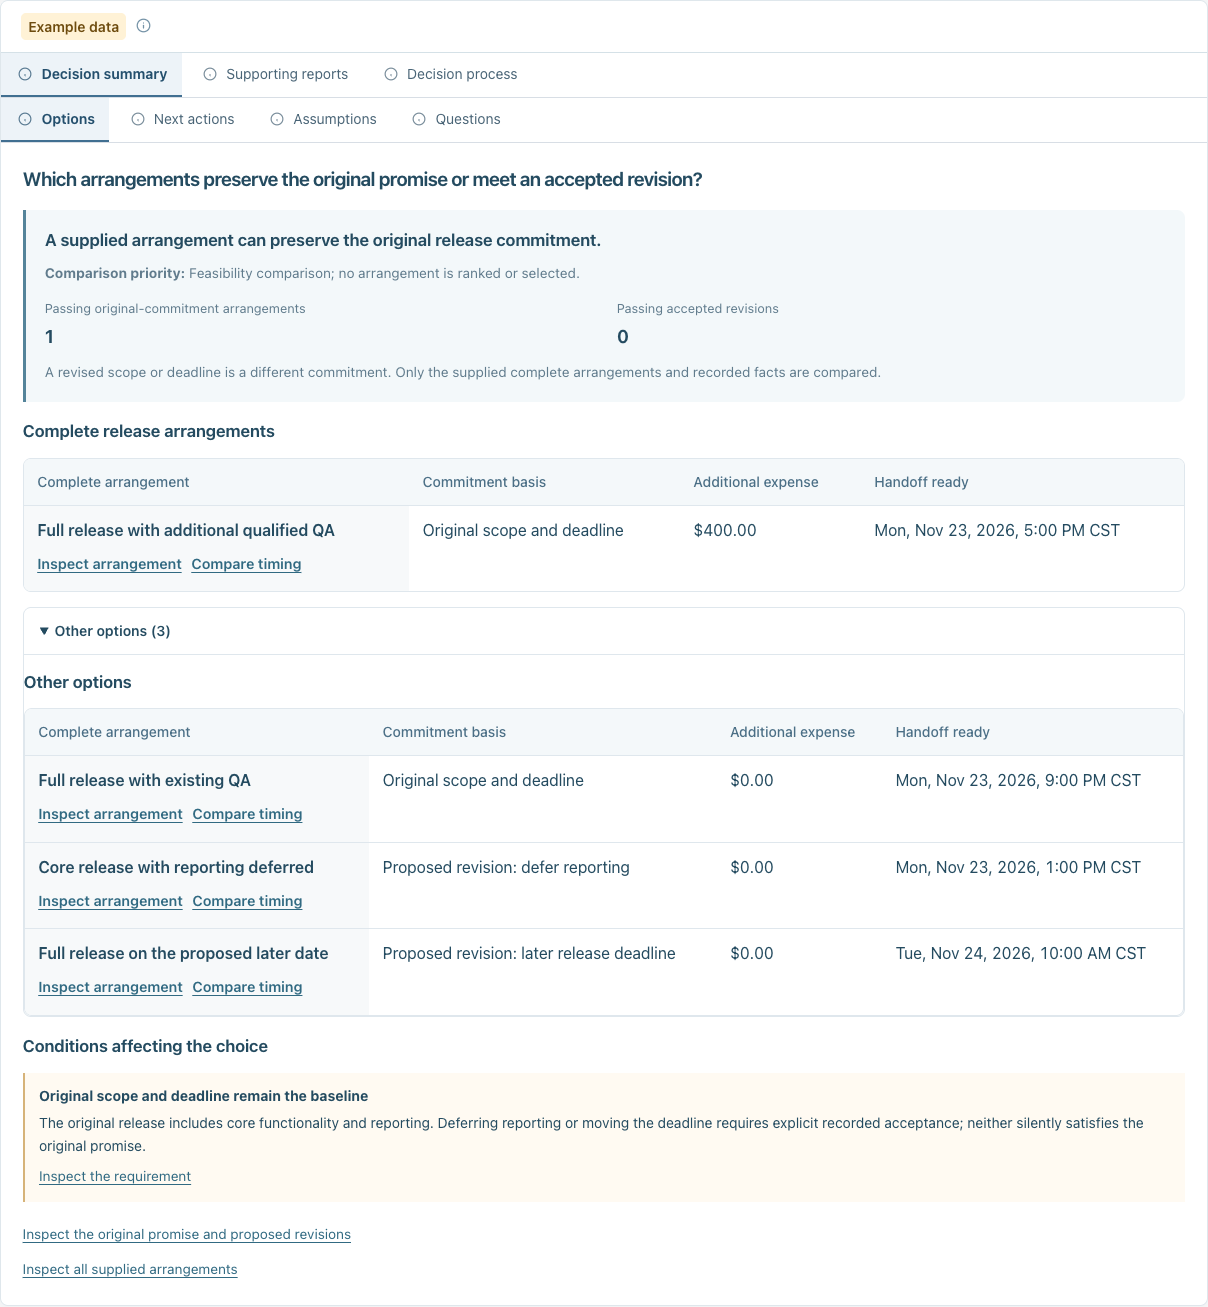 Example data
Decision summary
Supporting reports
Decision process
Options
Next actions
Assumptions
Questions
Which arrangements preserve the original promise or meet an accepted revision?
A supplied arrangement can preserve the original release commitment.
Comparison priority: Feasibility comparison; no arrangement is ranked or selected.
Passing original-commitment arrangements
1
Passing accepted revisions
0
A revised scope or deadline is a different commitment. Only the supplied complete arrangements and recorded facts are compared.
Complete release arrangements
Complete arrangement Commitment basis Additional expense Handoff ready
Full release with additional qualified QA Original scope and deadline $400.00 Mon, Nov 23, 2026, 5:00 PM CST
Inspect arrangement Compare timing
▼ Other options (3)
Other options
Complete arrangement Commitment basis Additional expense Handoff ready
Full release with existing QA Original scope and deadline $0.00 Mon, Nov 23, 2026, 9:00 PM CST
Inspect arrangement Compare timing
Core release with reporting deferred Proposed revision: defer reporting $0.00 Mon, Nov 23, 2026, 1:00 PM CST
Inspect arrangement Compare timing
Full release on the proposed later date Proposed revision: later release deadline $0.00 Tue, Nov 24, 2026, 10:00 AM CST
Inspect arrangement Compare timing
Conditions affecting the choice
Original scope and deadline remain the baseline
The original release includes core functionality and reporting. Deferring reporting or moving the deadline requires explicit recorded acceptance; neither silently satisfies the
original promise.
Inspect the requirement
Inspect the original promise and proposed revisions
Inspect all supplied arrangements